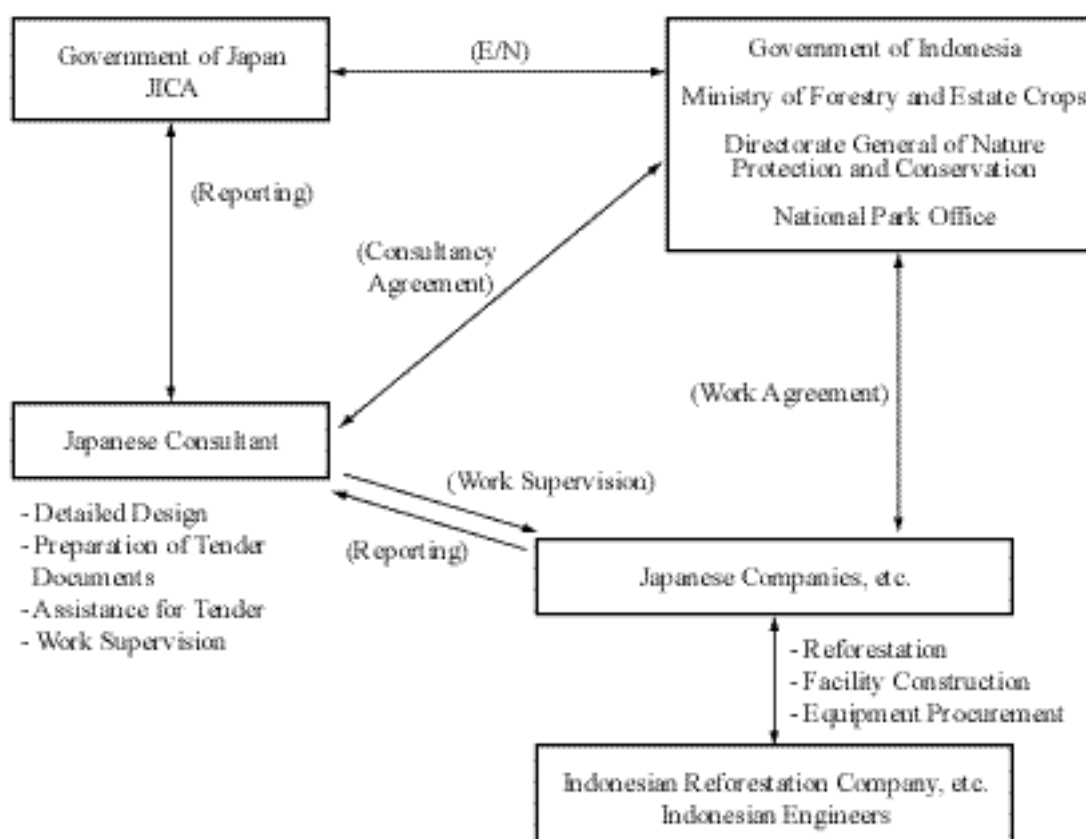 Government of Japan
JICA
(E/N)
Government of Indonesia
Ministry of Forestry and Estate Crops
Directorate General of Nature
Protection and Conservation
National Park Office
(Reporting)
(Consultancy
Agreement)
(Work Agreement)
Japanese Consultant
- Detailed Design
- Preparation of Tender
Documents
- Assistance for Tender
- Work Supervision
(Work Supervision)
(Reporting)
Japanese Companies, etc.
- Reforestation
- Facility Construction
- Equipment Procurement
Indonesian Reforestation Company, etc.
Indonesian Engineers